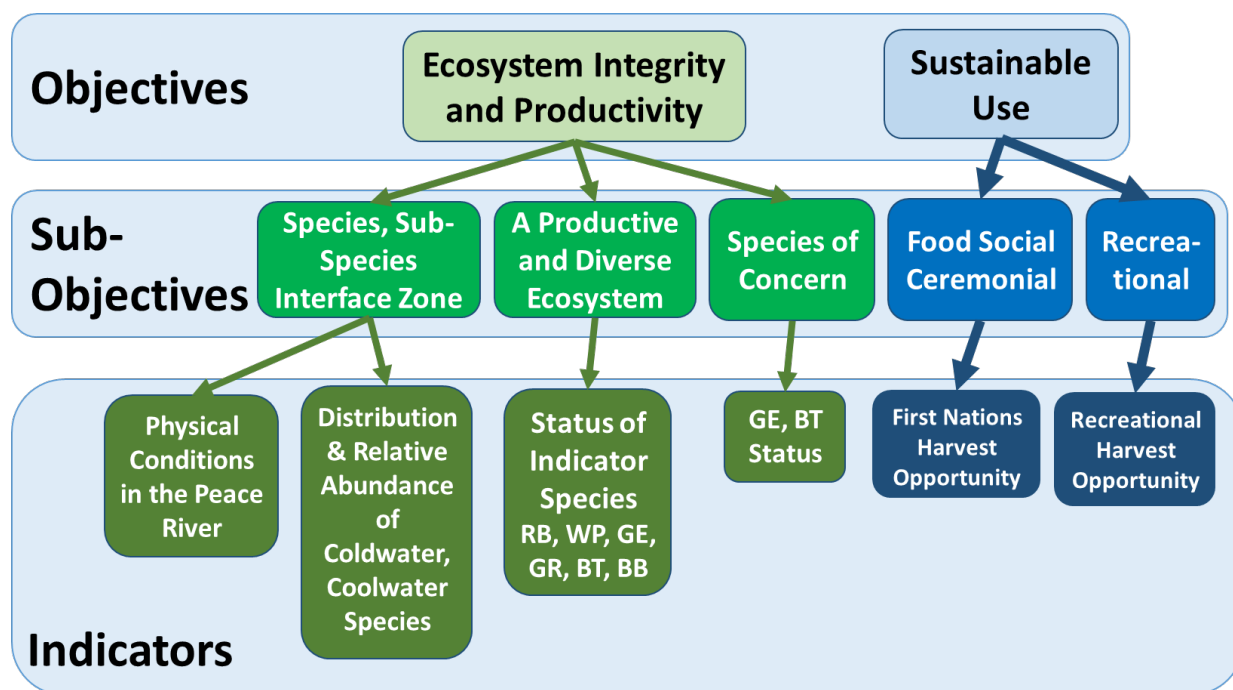 Objectives
Ecosystem Integrity
and Productivity
Sustainable
Use
Sub-
Objectives
Species, Sub-
Species
Interface Zone
A Productive
and Diverse
Ecosystem
Species of
Concern
Food Social
Ceremonial
Recrea-
tional
Physical
Conditions
in the Peace
River
Distribution
& Relative
Abundance
of
Coldwater,
Coolwater
Species
Status of
Indicator
Species
RB, WP, GE,
GR, BT, BB
GE, BT
Status
First Nations
Harvest
Opportunity
Recreational
Harvest
Opportunity
Indicators